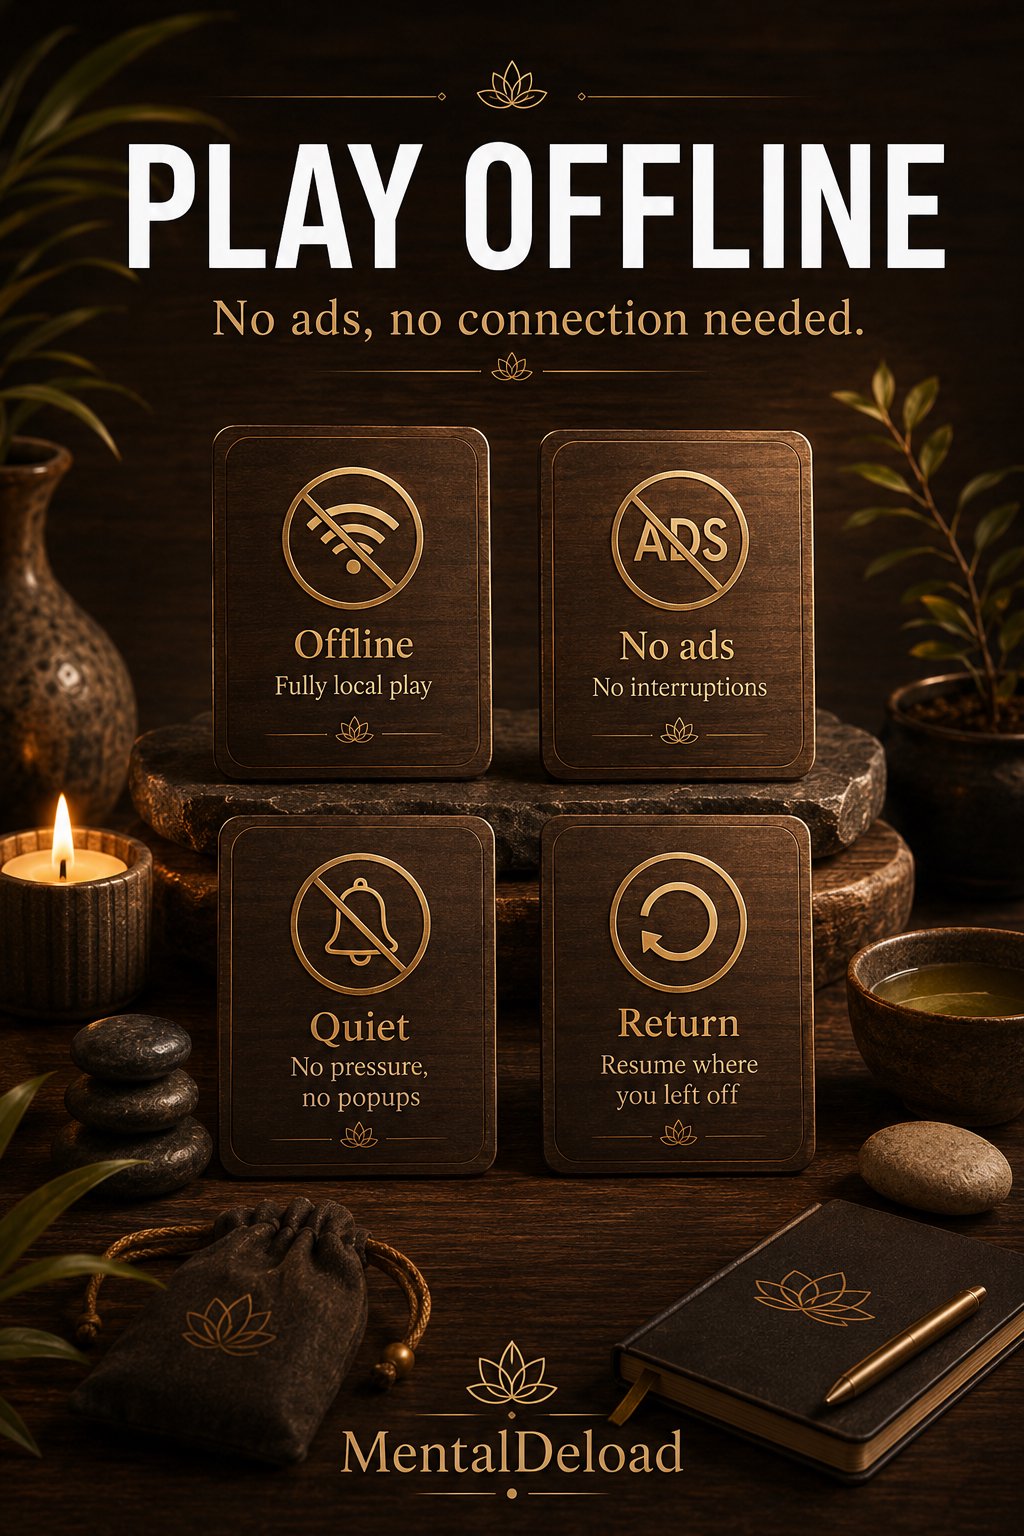 PLAY OFFLINE
No ads, no connection needed.
Offline
Fully local play
ADS
No ads
No interruptions
Quiet
No pressure,
no popups
Return
Resume where
you left off
MentalDeload